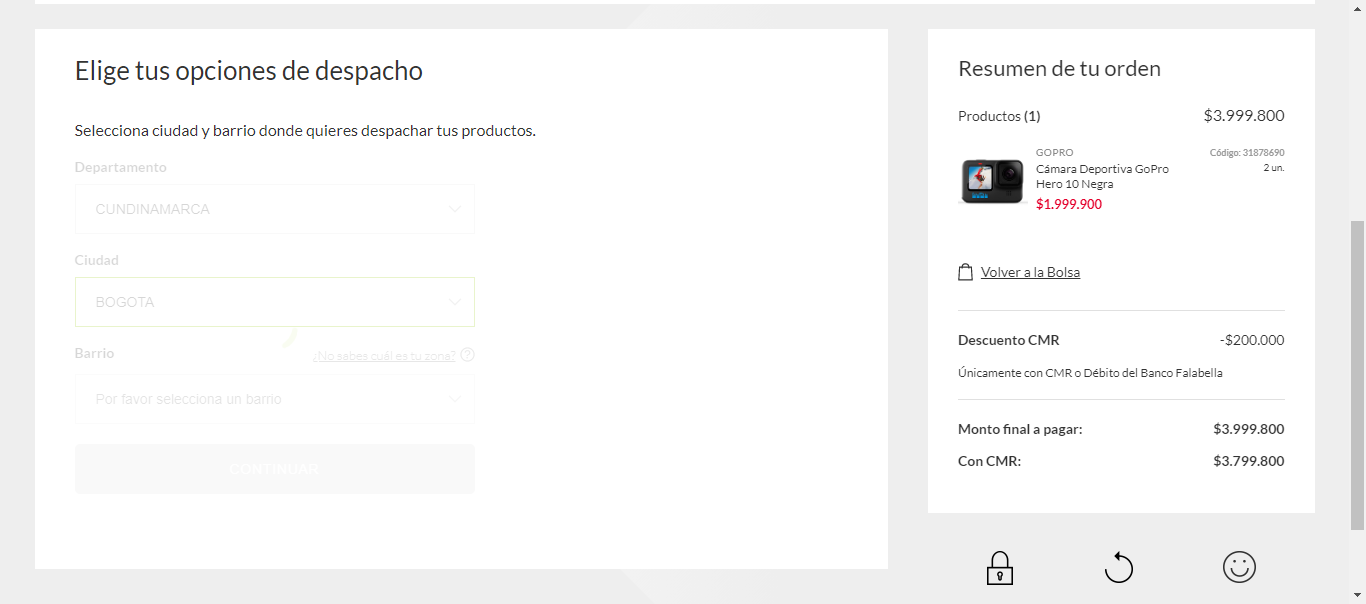 Elige tus opciones de despacho
Selecciona ciudad y barrio donde quieres despachar tus productos.
Departamento
CUNDINAMARCA
Ciudad
BOGOTA
Barrio
¿No sabes cuál es tu zona? ?
Por favor selecciona un barrio
CONTINUAR
Resumen de tu orden
Productos (1) $3.999.800
GOPRO Código: 31878690
Cámara Deportiva GoPro 2 un.
Hero 10 Negra
$1.999.900
Volver a la Bolsa
Descuento CMR -$200.000
Únicamente con CMR o Débito del Banco Falabella
Monto final a pagar: $3.999.800
Con CMR: $3.799.800